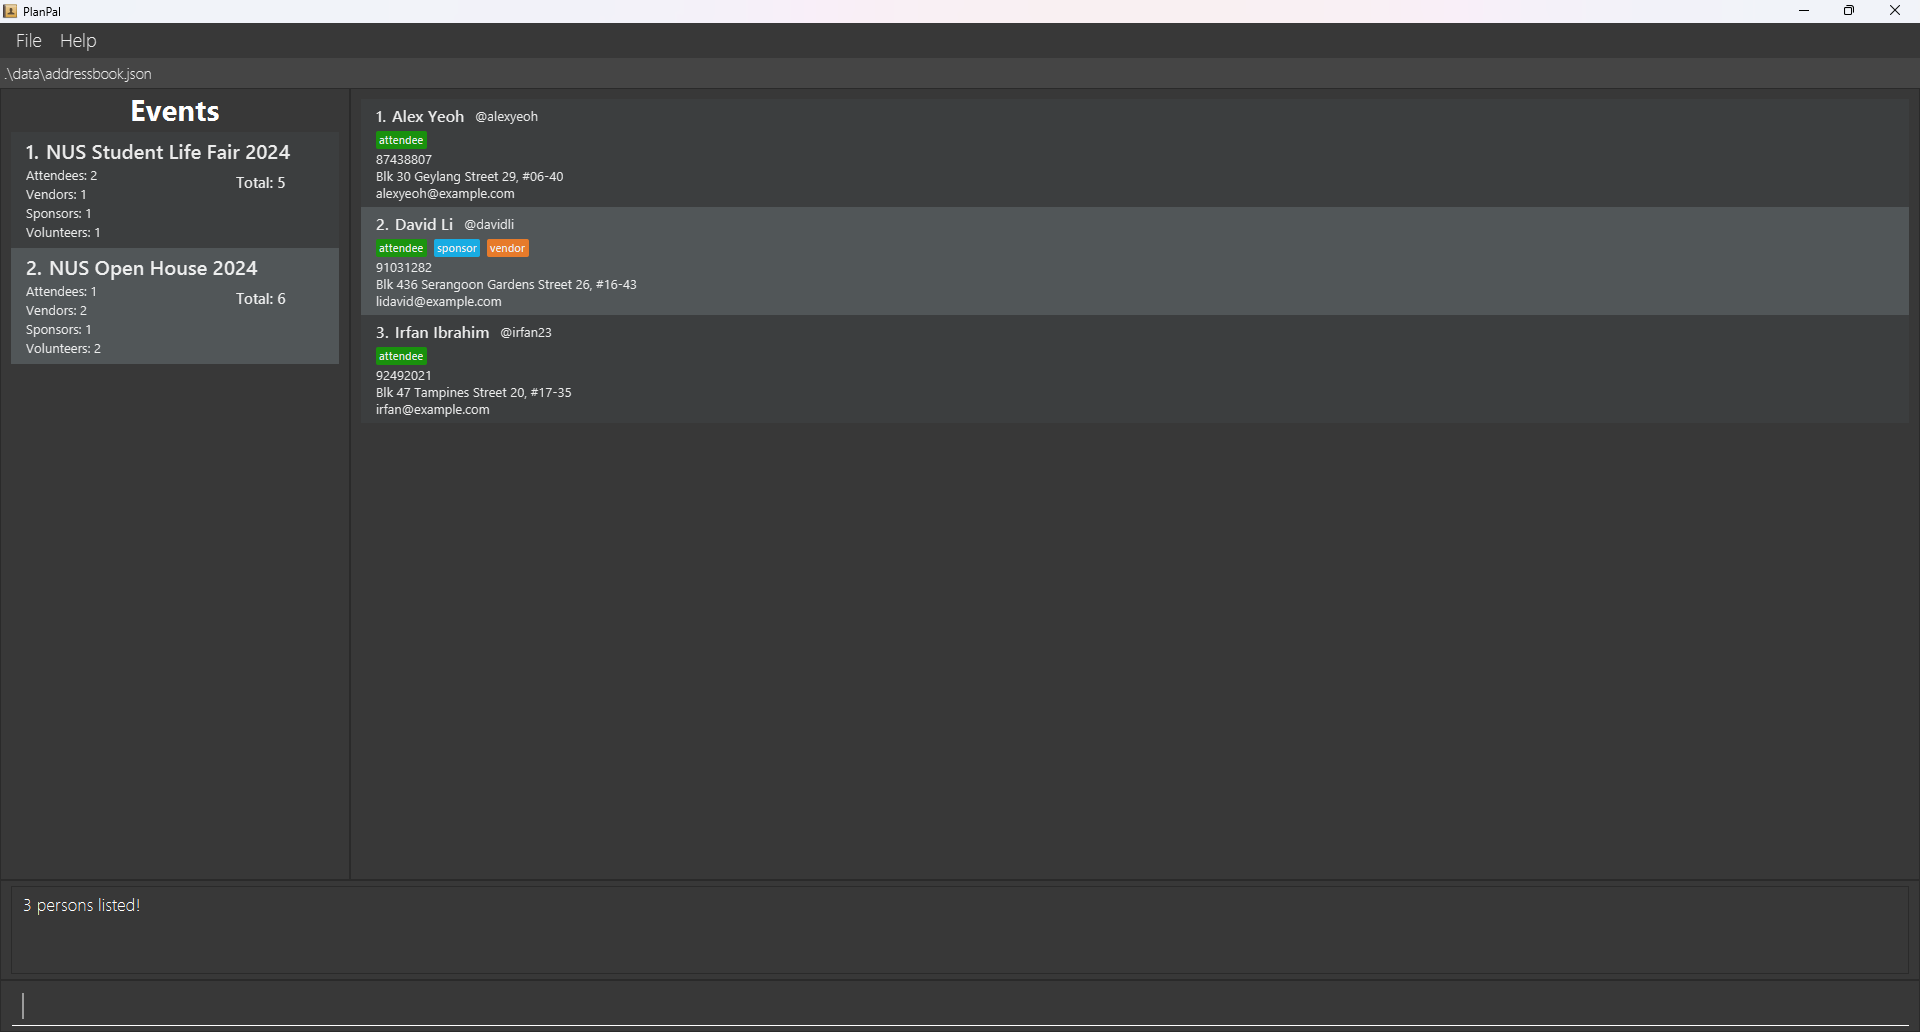 PlanPal
File Help
.\data\addressbook.json
Events
1. NUS Student Life Fair 2024
Attendees: 2
Total: 5
Vendors: 1
Sponsors: 1
Volunteers: 1
2. NUS Open House 2024
Attendees: 1
Total: 6
Vendors: 2
Sponsors: 1
Volunteers: 2
1. Alex Yeoh @alexyeoh
attendee
87438807
Blk 30 Geylang Street 29, #06-40
alexyeoh@example.com
2. David Li @davidli
attendee sponsor vendor
91031282
Blk 436 Serangoon Gardens Street 26, #16-43
lidavid@example.com
3. Irfan Ibrahim @irfan23
attendee
92492021
Blk 47 Tampines Street 20, #17-35
irfan@example.com
3 persons listed!